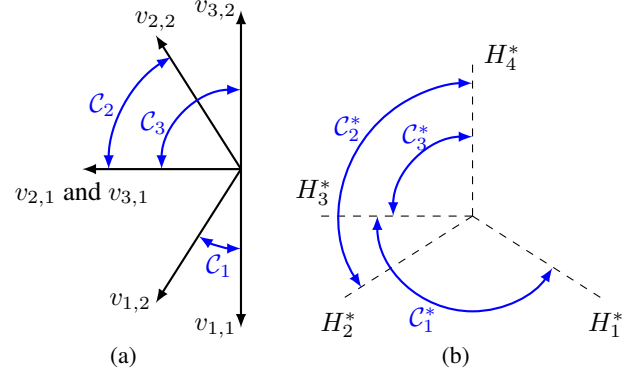 v_{3,2}
v_{2,2}
H_4^*
C_2
C_3
C_2^*
C_3^*
v_{2,1} and v_{3,1}
H_3^*
C_1
v_{1,2}
v_{1,1}
H_2^*
C_1^*
H_1^*
(a)
(b)